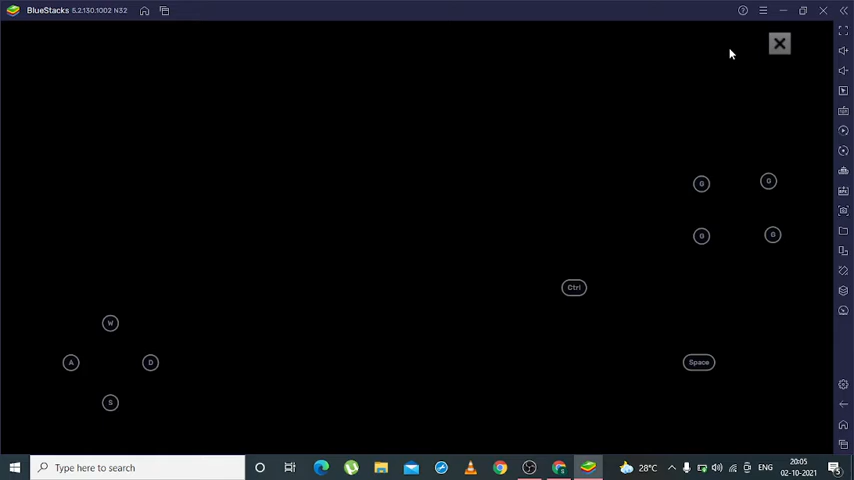 BlueStacks 5.2.130.1002 N32
G G
G G
Ctrl
W
A D
Space
S
Type here to search
28°C
ENG
20:05
02-10-2021
5